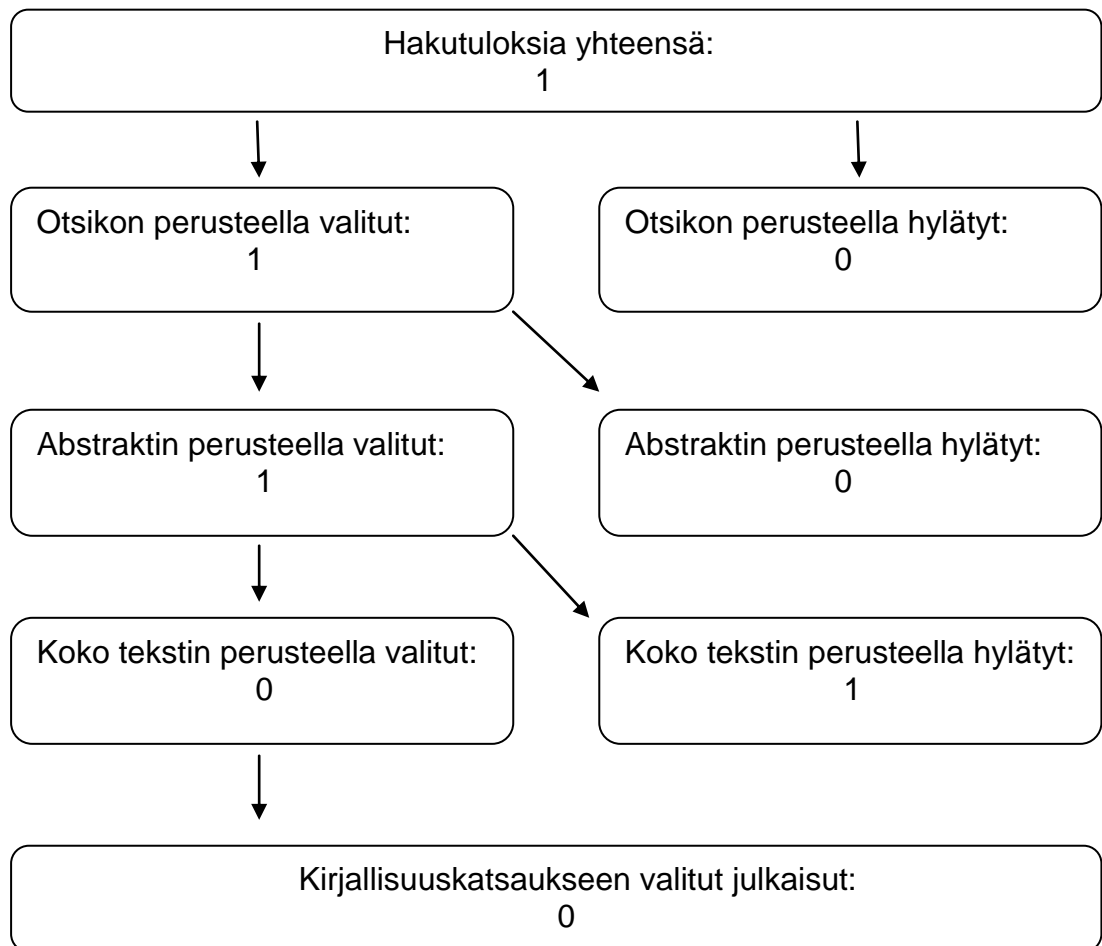 Hakutuloksia yhteensä:
1
Otsikon perusteella valitut:
1
Otsikon perusteella hylätyt:
0
Abstraktin perusteella valitut:
1
Abstraktin perusteella hylätyt:
0
Koko tekstin perusteella valitut:
0
Koko tekstin perusteella hylätyt:
1
Kirjallisuuskatsaukseen valitut julkaisut:
0